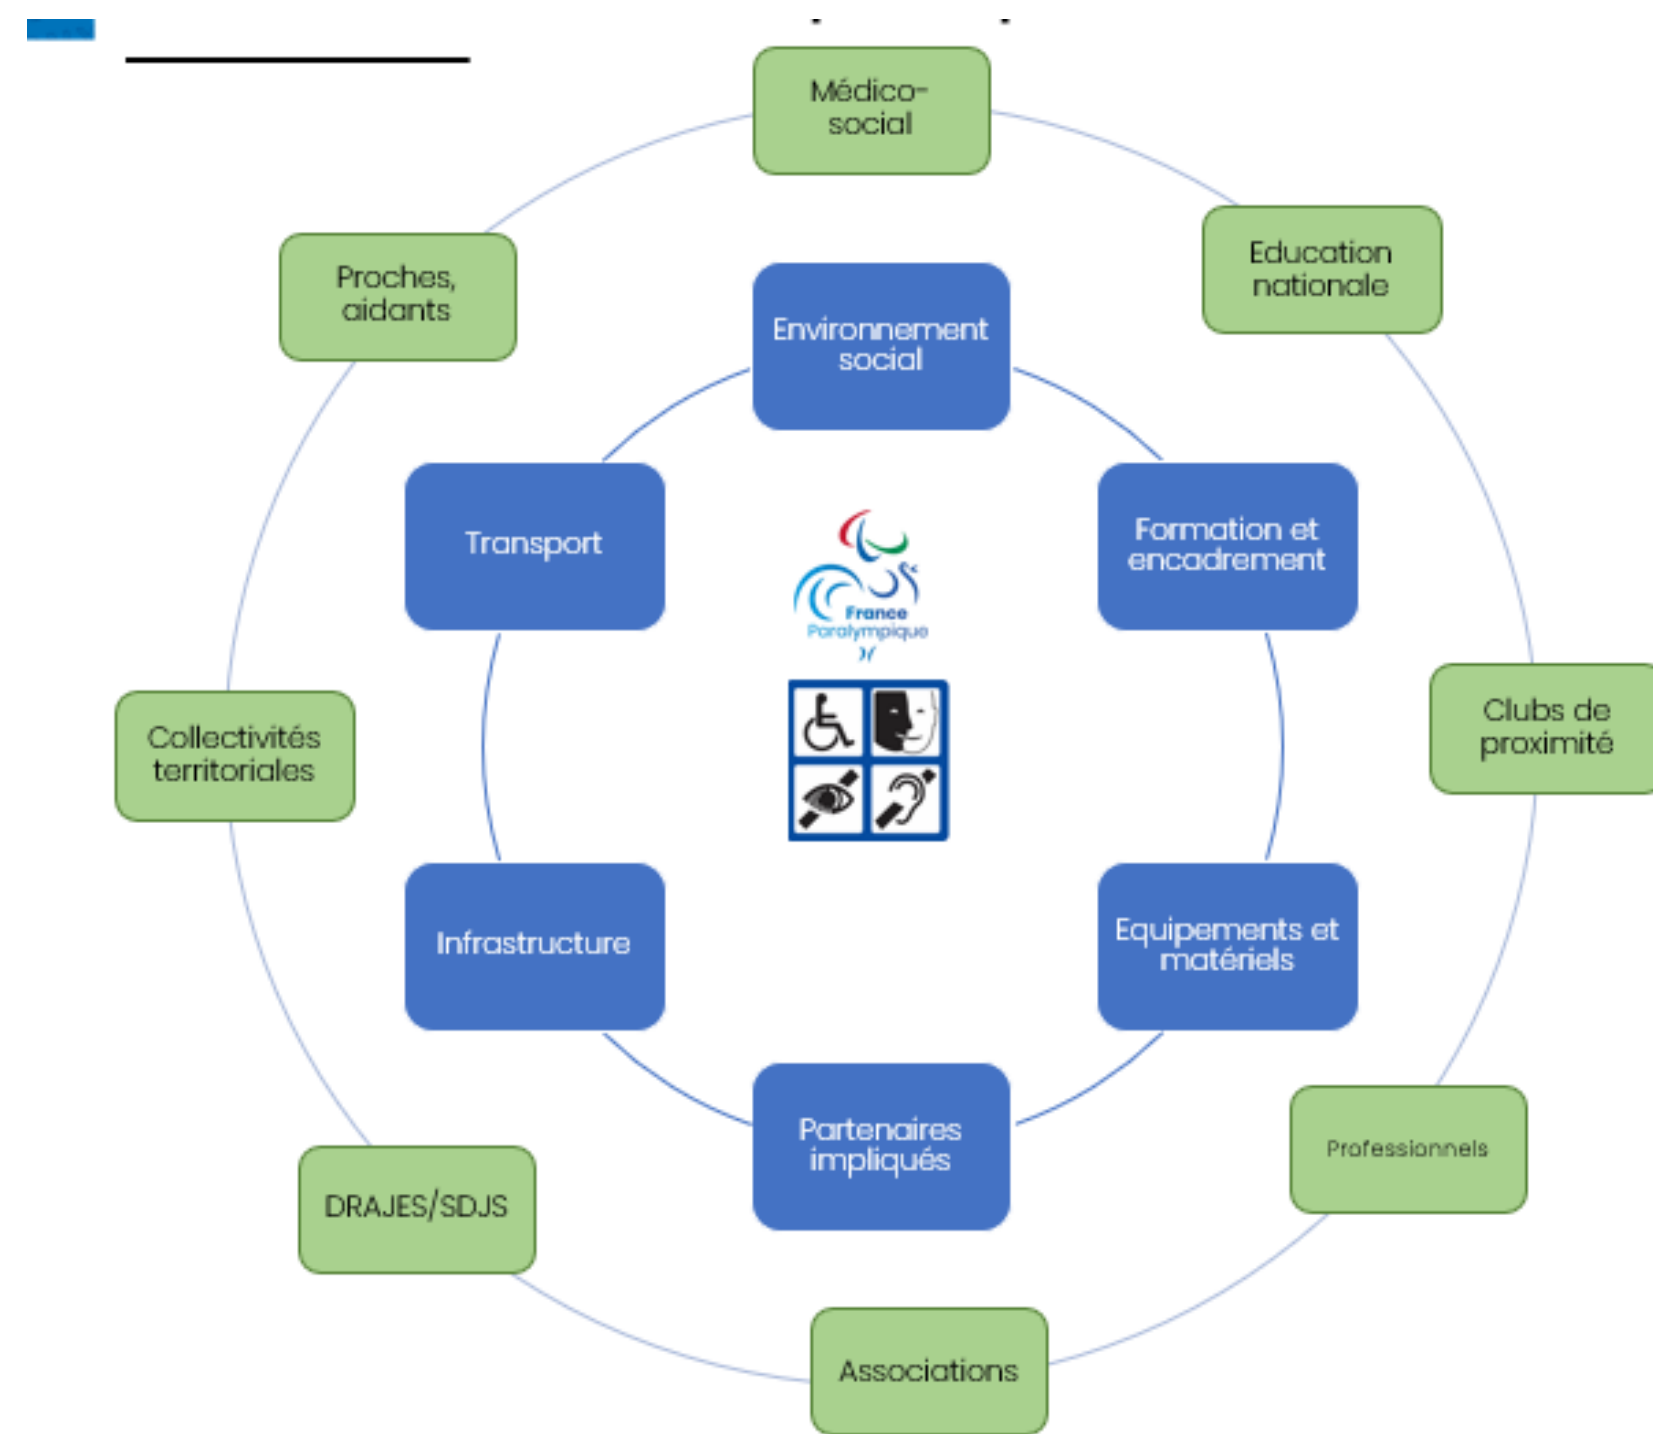 Médico-
social
Education
nationale
Proches,
aidants
Environnement
social
Transport
Formation et
encadrement
France
Paralympique
Collectivités
territoriales
Clubs de
proximité
Infrastructure
Equipements et
matériels
Partenaires
impliqués
Professionnels
DRAJES/SDJS
Associations